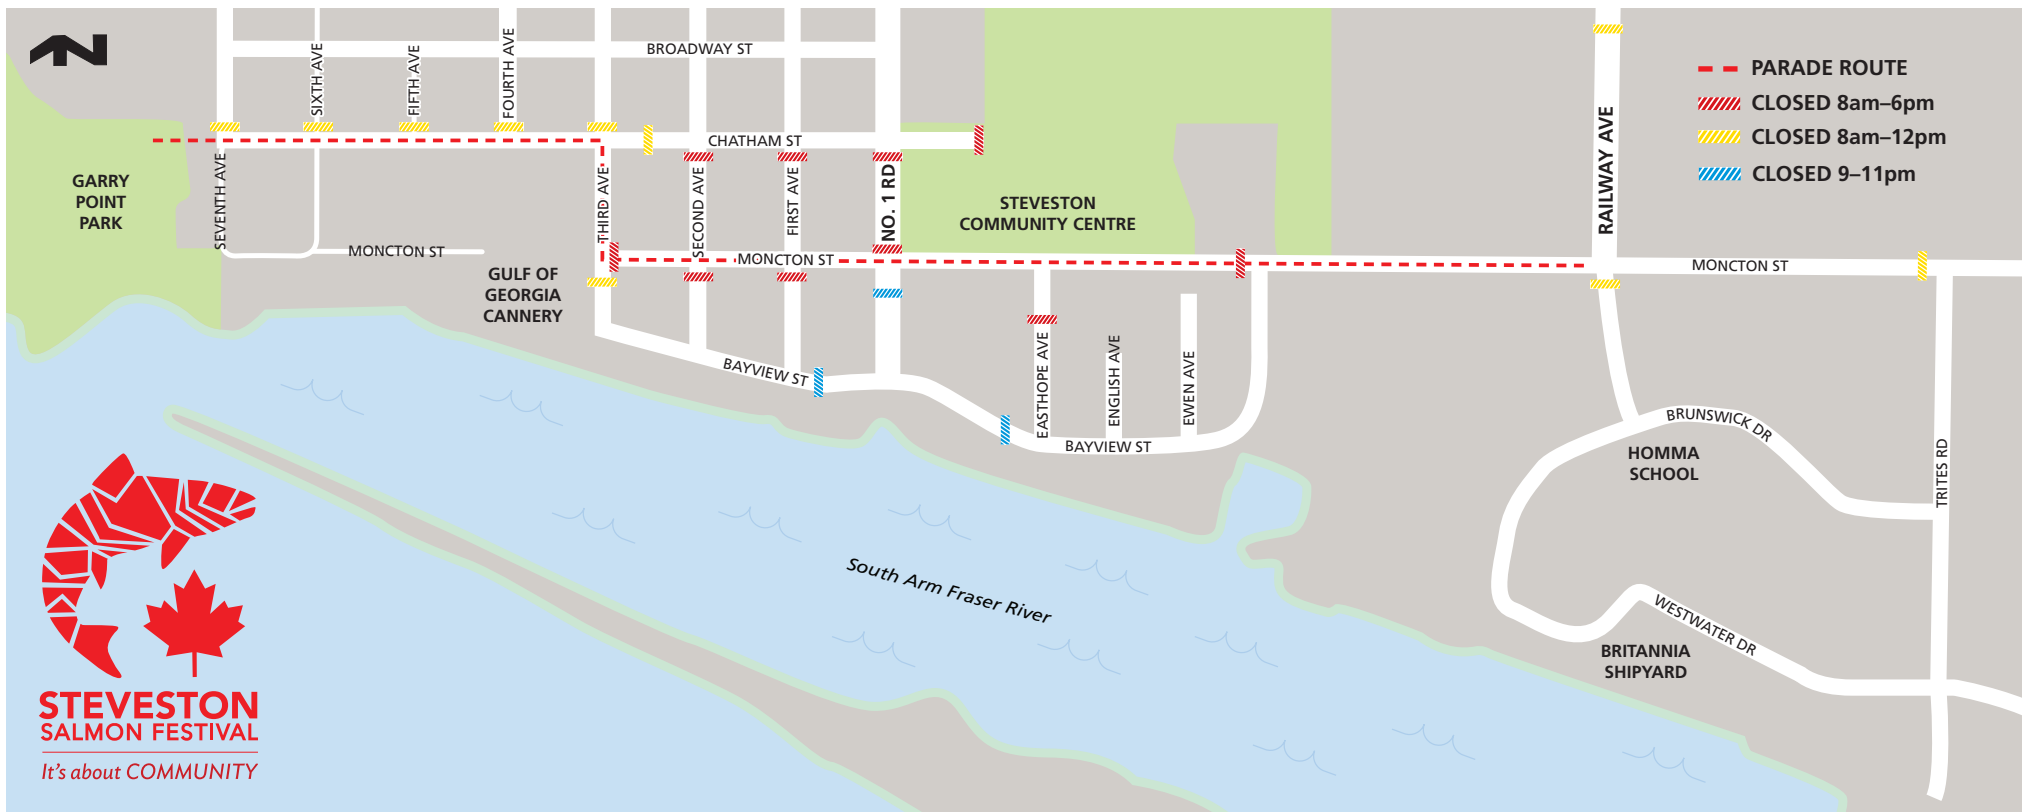 N
BROADWAY ST
SIXTH AVE
FIFTH AVE
FOURTH AVE
PARADE ROUTE
CLOSED 8am–6pm
CLOSED 8am–12pm
CLOSED 9–11pm
CHATHAM ST
GARRY
POINT
PARK
SEVENTH AVE
THIRD AVE
SECOND AVE
FIRST AVE
NO. 1 RD
STEVESTON
COMMUNITY CENTRE
RAILWAY AVE
MONCTON ST
MONCTON ST
MONCTON ST
GULF OF
GEORGIA
CANNERY
BAYVIEW ST
EASTHOPE AVE
ENGLISH AVE
EWEN AVE
BAYVIEW ST
BRUNSWICK DR
HOMMA
SCHOOL
TRITES RD
South Arm Fraser River
WESTWATER DR
BRITANNIA
SHIPYARD
STEVESTON
SALMON FESTIVAL
It's about COMMUNITY